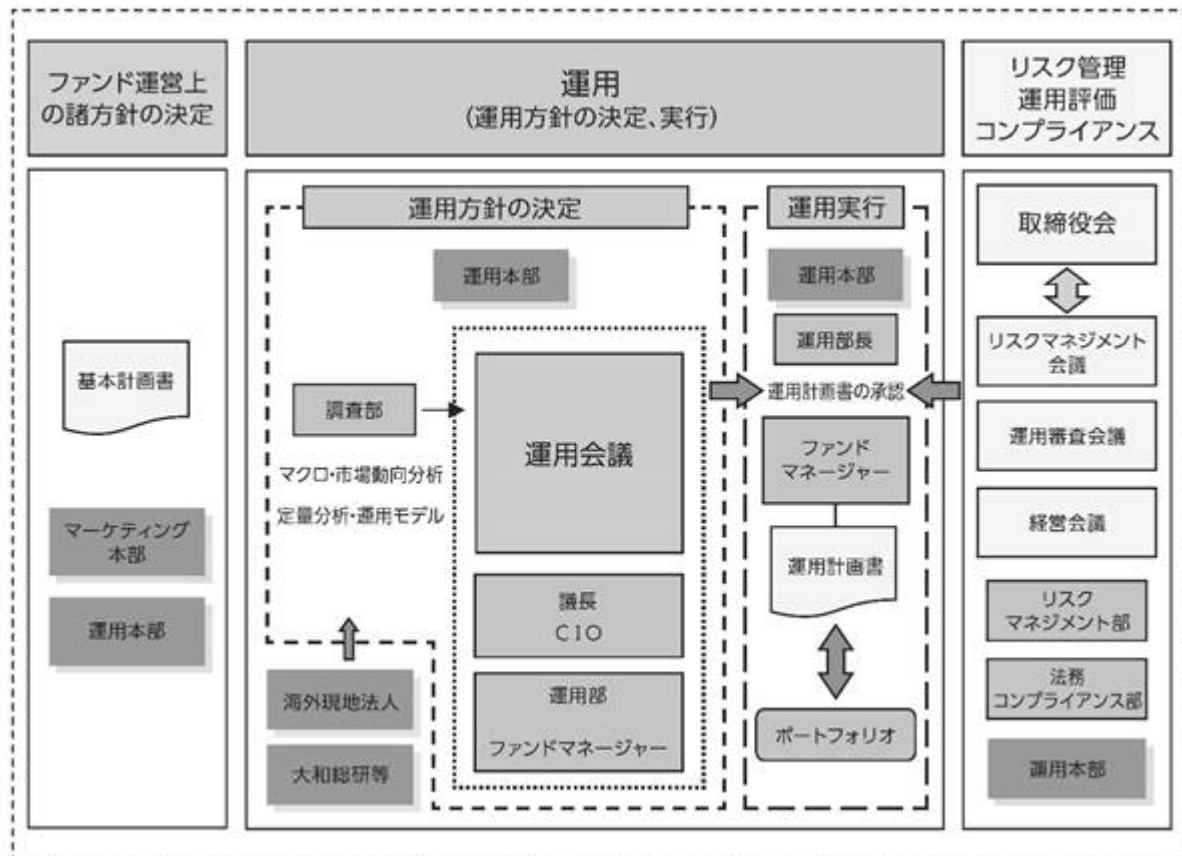 ファンド運営上
の諸方針の決定
運用
(運用方針の決定、実行)
リスク管理
運用評価
コンプライアンス
基本計画書
マーケティング
本部
運用本部
運用方針の決定
運用本部
調査部
マクロ・市場動向分析
定量分析・運用モデル
海外現地法人
大和総研等
運用会議
議長
CIO
運用部
ファンドマネージャー
運用実行
運用本部
運用部長
運用計画書の承認
ファンド
マネージャー
運用計画書
ポートフォリオ
取締役会
リスクマネジメント
会議
運用審査会議
経営会議
リスク
マネジメント部
法務
コンプライアンス部
運用本部